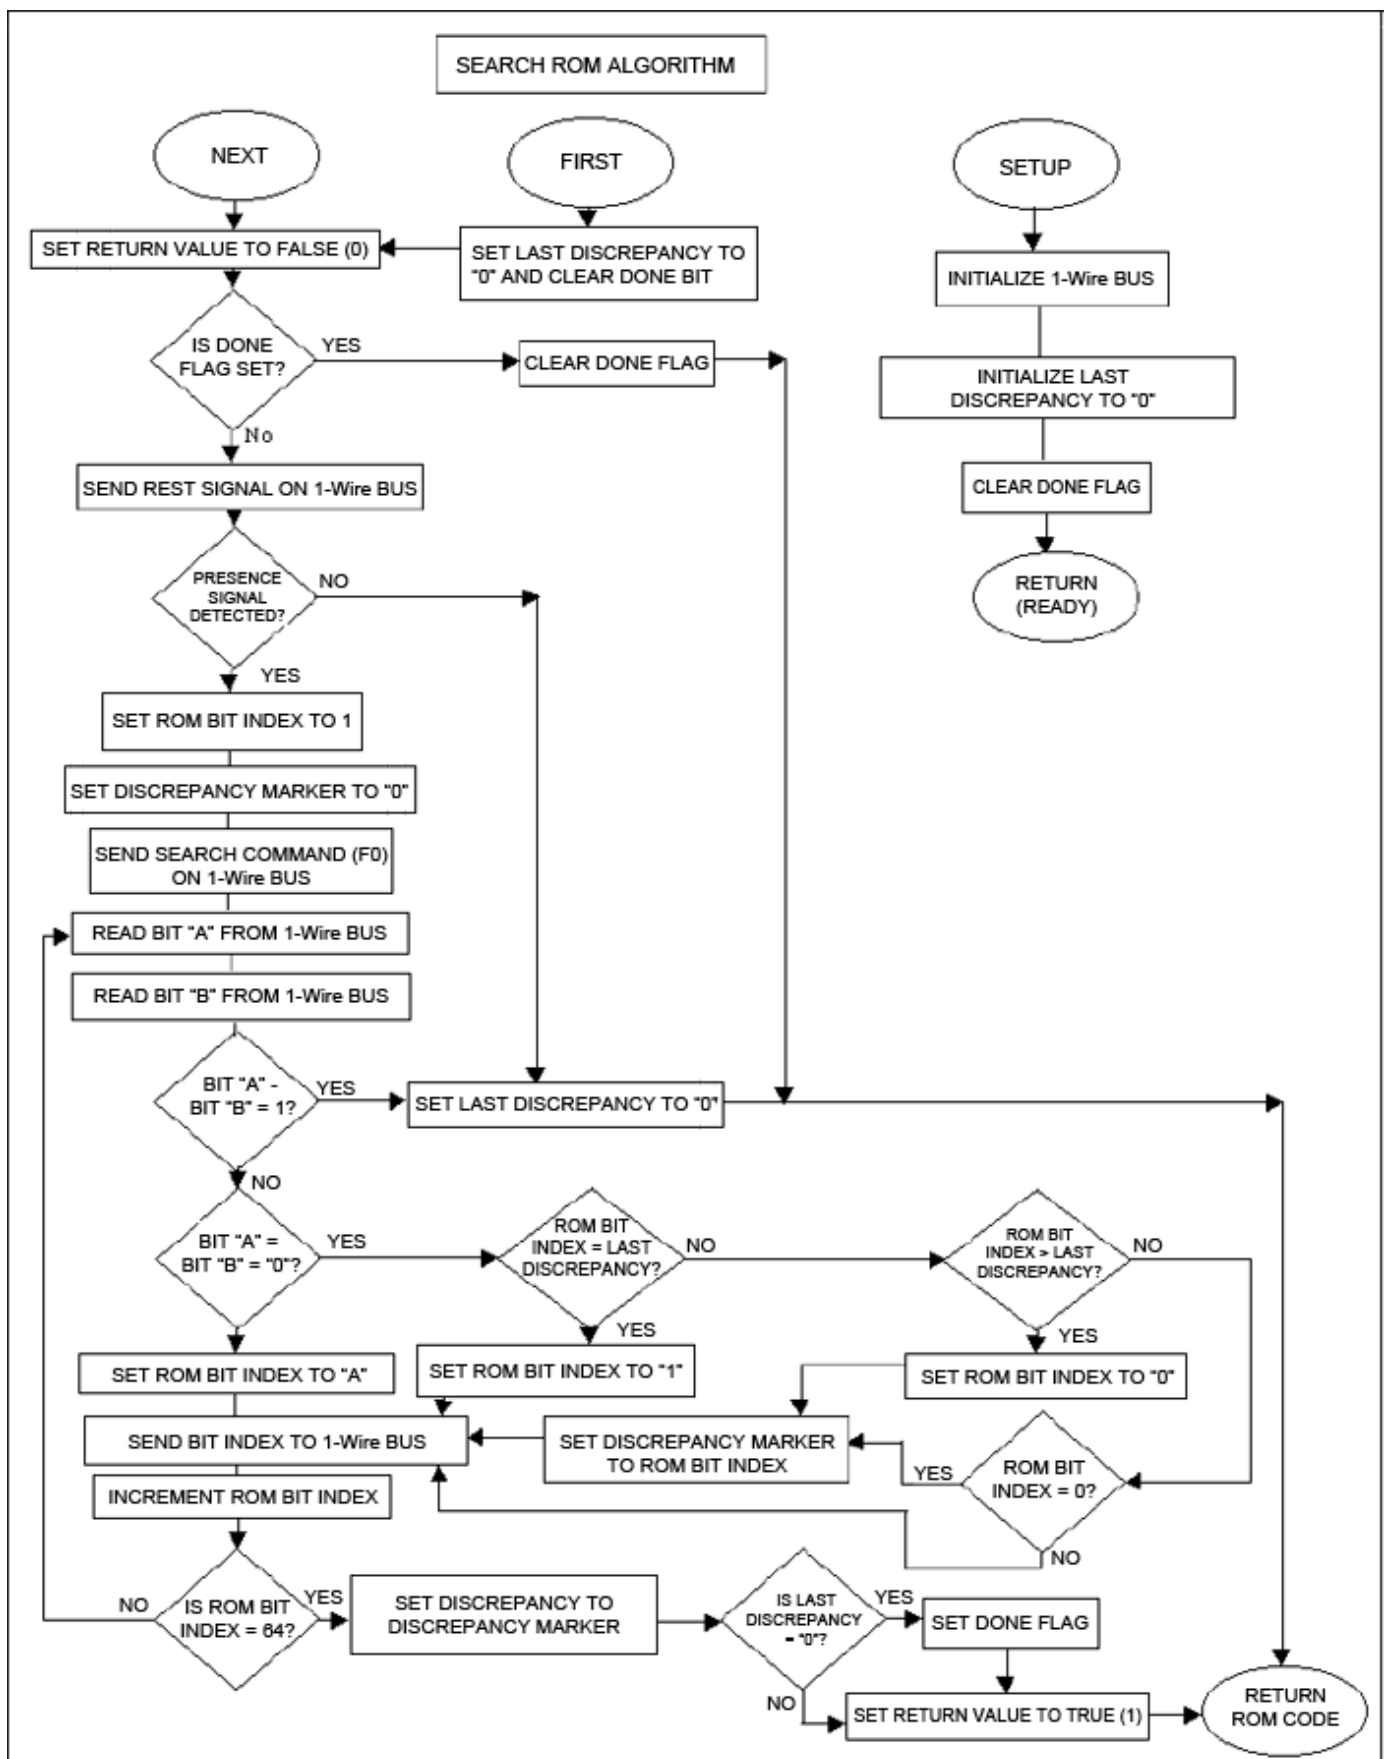 SEARCH ROM ALGORITHM
NEXT
FIRST
SETUP
SET RETURN VALUE TO FALSE (0)
SET LAST DISCREPANCY TO
"0" AND CLEAR DONE BIT
INITIALIZE 1-Wire BUS
IS DONE
FLAG SET?
YES
CLEAR DONE FLAG
INITIALIZE LAST
DISCREPANCY TO "0"
No
SEND REST SIGNAL ON 1-Wire BUS
CLEAR DONE FLAG
PRESENCE
SIGNAL
DETECTED?
NO
RETURN
(READY)
YES
SET ROM BIT INDEX TO 1
SET DISCREPANCY MARKER TO "0"
SEND SEARCH COMMAND (F0)
ON 1-Wire BUS
READ BIT "A" FROM 1-Wire BUS
READ BIT "B" FROM 1-Wire BUS
BIT "A" -
BIT "B" = 1?
YES
SET LAST DISCREPANCY TO "0"
NO
BIT "A" =
BIT "B" = "0"?
YES
ROM BIT
INDEX = LAST
DISCREPANCY?
NO
ROM BIT
INDEX > LAST
DISCREPANCY?
NO
YES
YES
SET ROM BIT INDEX TO "A"
SET ROM BIT INDEX TO "1"
SET ROM BIT INDEX TO "0"
SEND BIT INDEX TO 1-Wire BUS
SET DISCREPANCY MARKER
TO ROM BIT INDEX
YES
ROM BIT
INDEX = 0?
INCREMENT ROM BIT INDEX
NO
NO
IS ROM BIT
INDEX = 64?
YES
SET DISCREPANCY TO
DISCREPANCY MARKER
IS LAST
DISCREPANCY
= "0"?
YES
SET DONE FLAG
NO
SET RETURN VALUE TO TRUE (1)
RETURN
ROM CODE